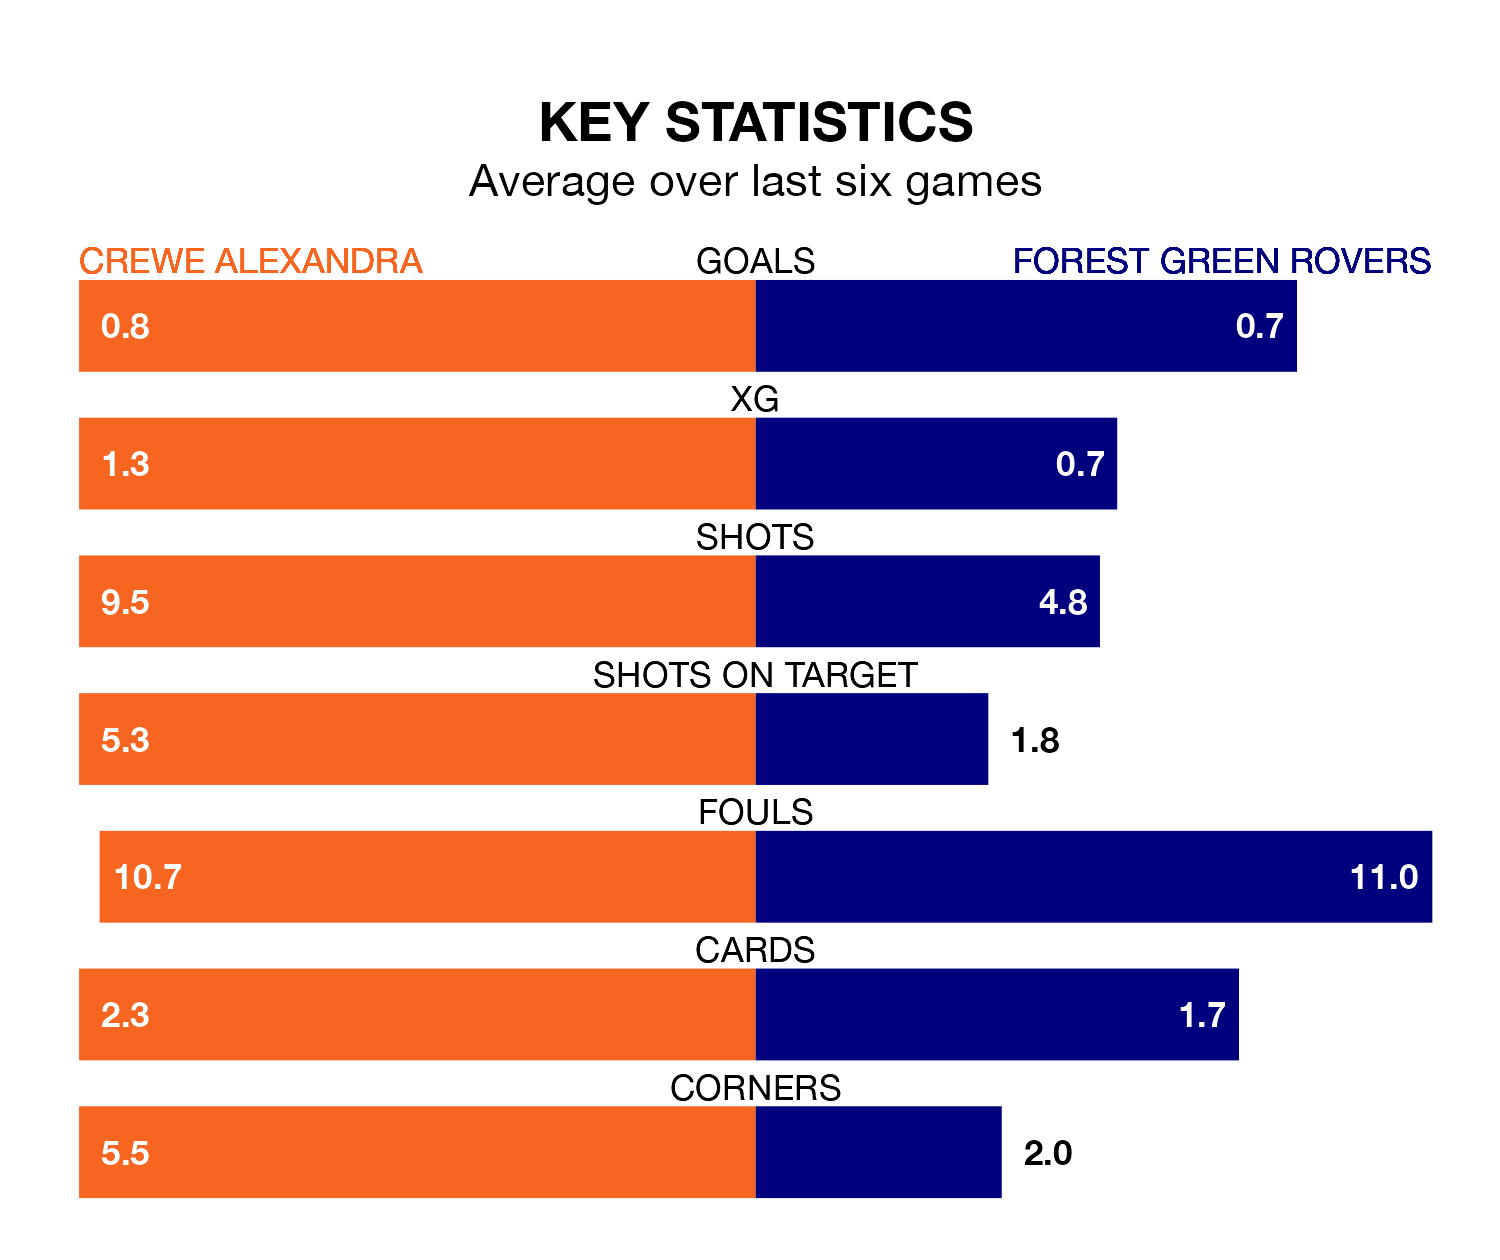 KEY STATISTICS
Average over last six games
CREWE ALEXANDRA GOALS FOREST GREEN ROVERS
0.8 0.7
XG
1.3 0.7
SHOTS
9.5 4.8
SHOTS ON TARGET
5.3 1.8
FOULS
10.7 11.0
CARDS
2.3 1.7
CORNERS
5.5 2.0